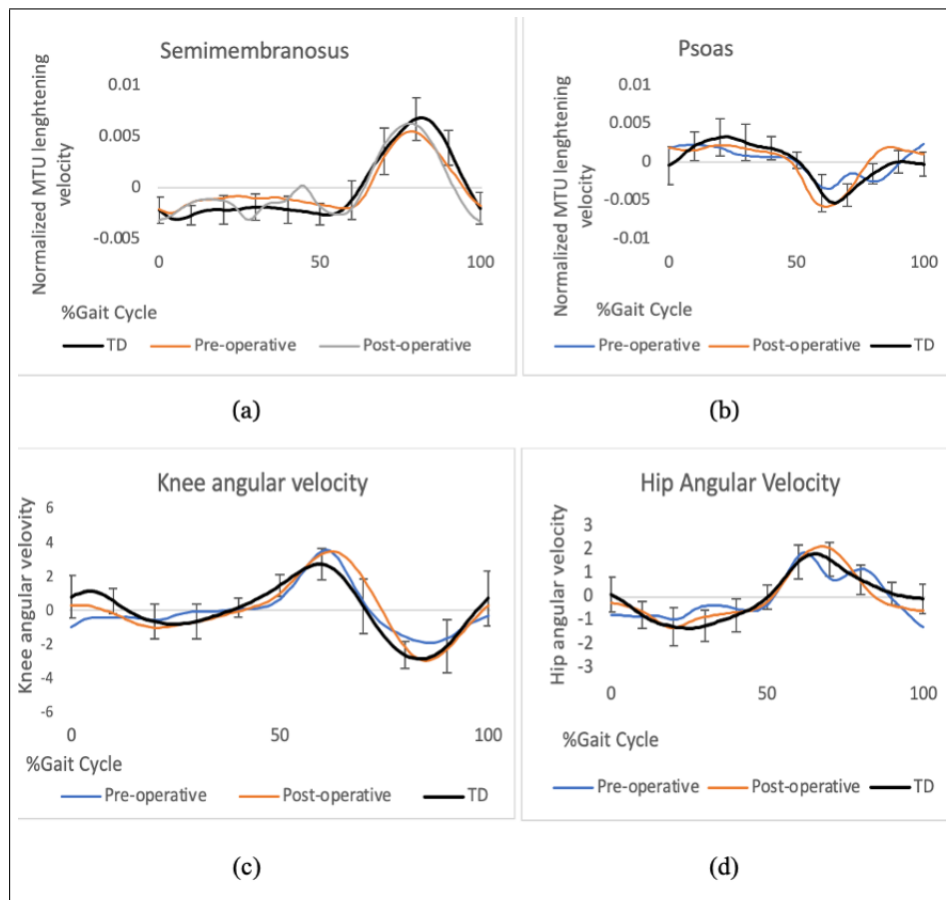 Semimembranosus
Normalized MTU lenghtening
velocity
0.01
0.005
0
-0.005
0
50
100
%Gait Cycle
TD
Pre-operative
Post-operative
(a)
Psoas
Normalized MTU lenghtening
velocity
0.01
0.005
0
-0.005
-0.01
0
50
100
%Gait Cycle
Pre-operative
Post-operative
TD
(b)
Knee angular velocity
Knee angular velovity
6
4
2
0
-2
-4
-6
0
50
100
%Gait Cycle
Pre-operative
Post-operative
TD
(c)
Hip Angular Velocity
Hip angular velocity
3
2
1
0
-1
-2
-3
0
50
100
%Gait Cycle
Pre-operative
Post-operative
TD
(d)